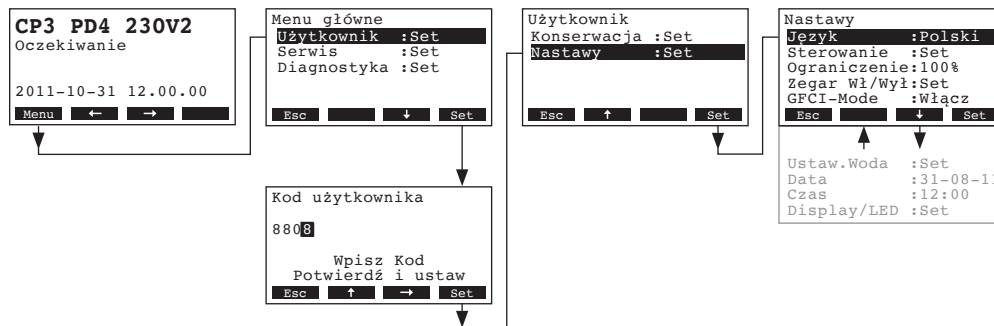 CP3 PD4 230V2
Oczekiwanie
2011-10-31 12.00.00
Menu ← →
Menu główne
Użytkownik :Set
Serwis :Set
Diagnostyka :Set
Esc ↓ Set
Kod użytkownika
8808
Wpisz Kod
Potwierdź i ustaw
Esc ↑ → Set
Użytkownik
Konserwacja :Set
Nastawy :Set
Esc ↑ Set
Nastawy
Język :Polski
Sterowanie :Set
Ograniczenie:100%
Zegar Wł/Wył:Set
GFCI-Mode :Włącz
Esc ↓ Set
Ustaw.Woda :Set
Data :31-08-11
Czas :12:00
Display/LED :Set